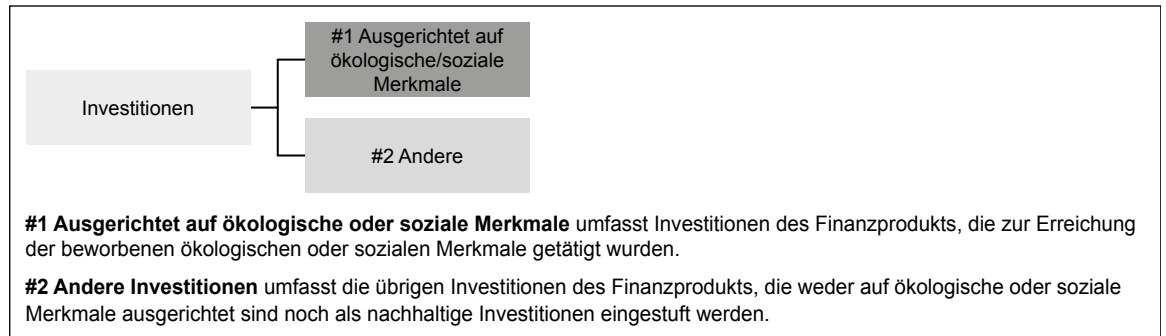 #1 Ausgerichtet auf
ökologische/soziale
Merkmale
Investitionen
#2 Andere
#1 Ausgerichtet auf ökologische oder soziale Merkmale umfasst Investitionen des Finanzprodukts, die zur Erreichung
der beworbenen ökologischen oder sozialen Merkmale getätigt wurden.
#2 Andere Investitionen umfasst die übrigen Investitionen des Finanzprodukts, die weder auf ökologische oder soziale
Merkmale ausgerichtet sind noch als nachhaltige Investitionen eingestuft werden.